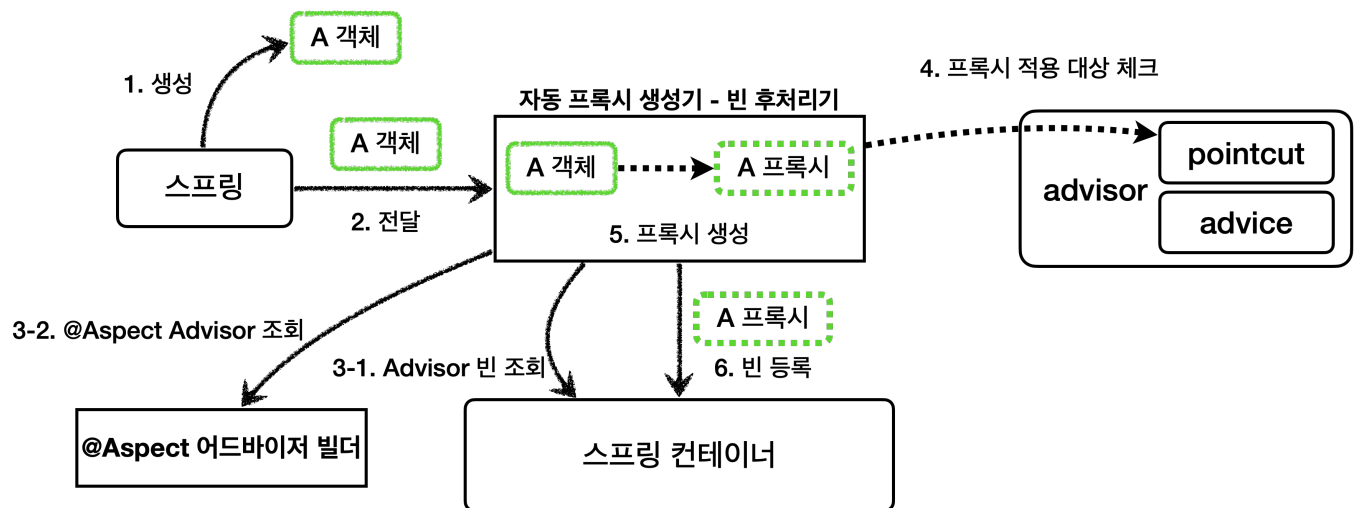 A 객체
1. 생성
4. 프록시 적용 대상 체크
자동 프록시 생성기 - 빈 후처리기
A 객체
스프링
2. 전달
A 객체
A 프록시
5. 프록시 생성
advisor
pointcut
advice
3-2. @Aspect Advisor 조회
3-1. Advisor 빈 조회
A 프록시
6. 빈 등록
@Aspect 어드바이저 빌더
스프링 컨테이너